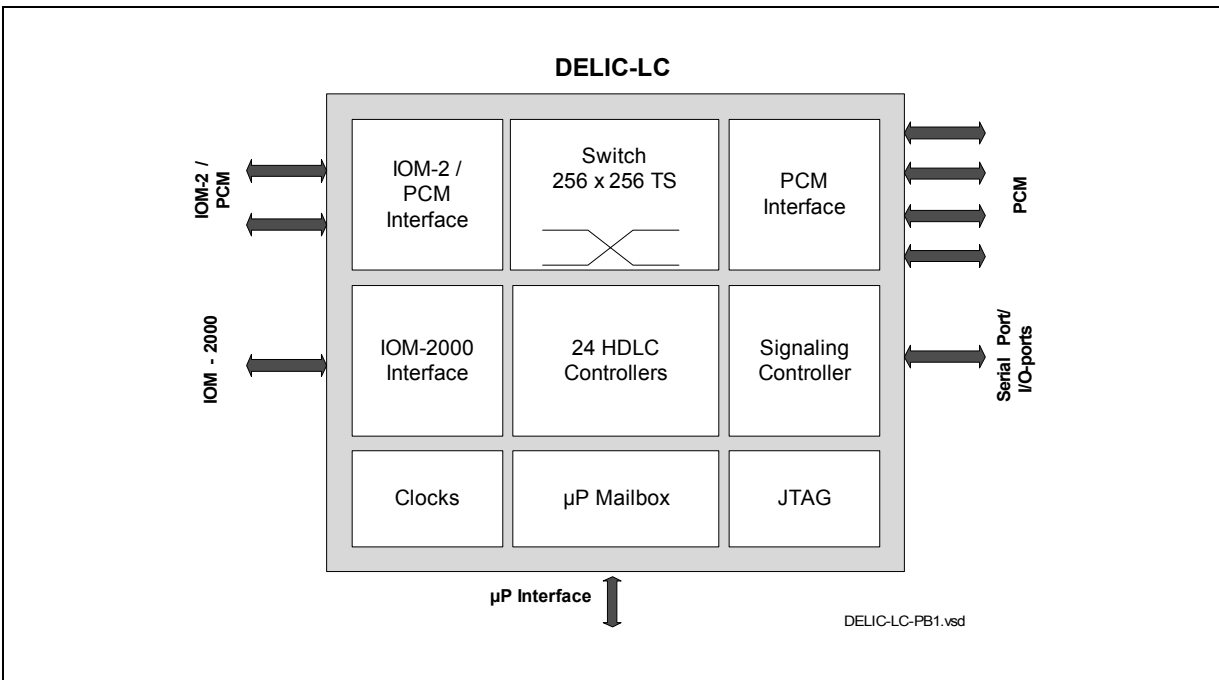 DELIC-LC
IOM-2 /
PCM
IOM-2 /
PCM
Interface
Switch
256 x 256 TS
PCM
Interface
PCM
IOM - 2000
IOM-2000
Interface
24 HDLC
Controllers
Signaling
Controller
Serial Port/
I/O-ports
Clocks
µP Mailbox
JTAG
µP Interface
DELIC-LC-PB1.vsd